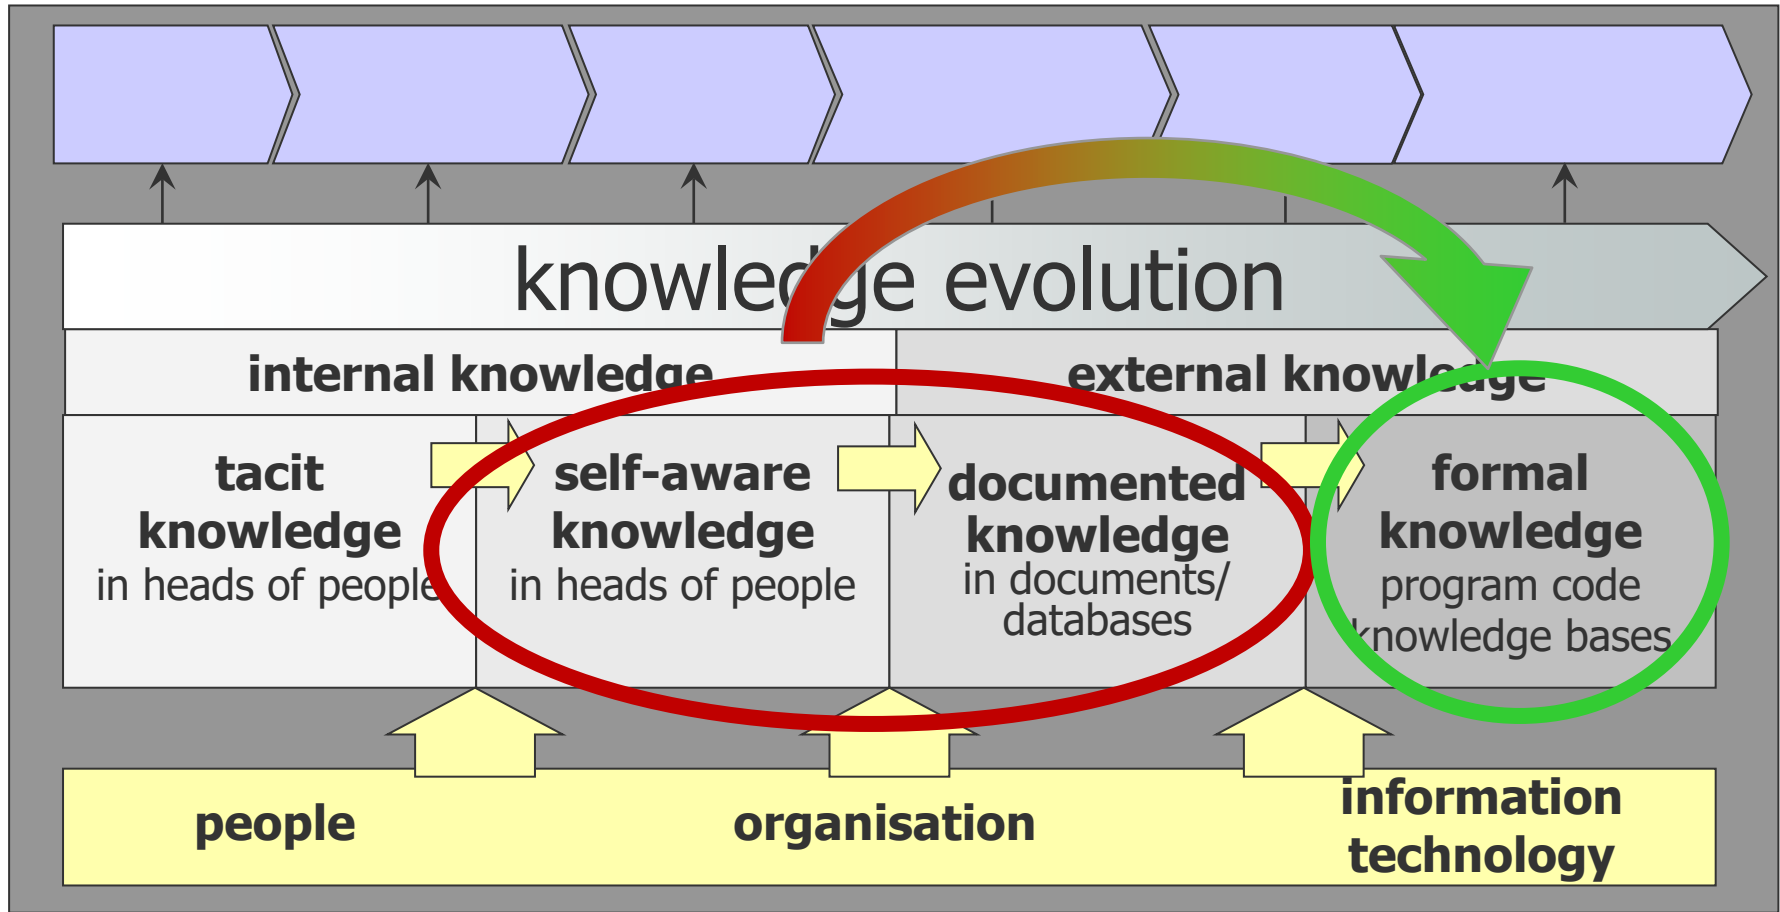 knowledge evolution
internal knowledge
external knowledge
tacit
knowledge
in heads of people
self-aware
knowledge
in heads of people
documented
knowledge
in documents/
databases
formal
knowledge
program code
knowledge bases
people
organisation
information
technology